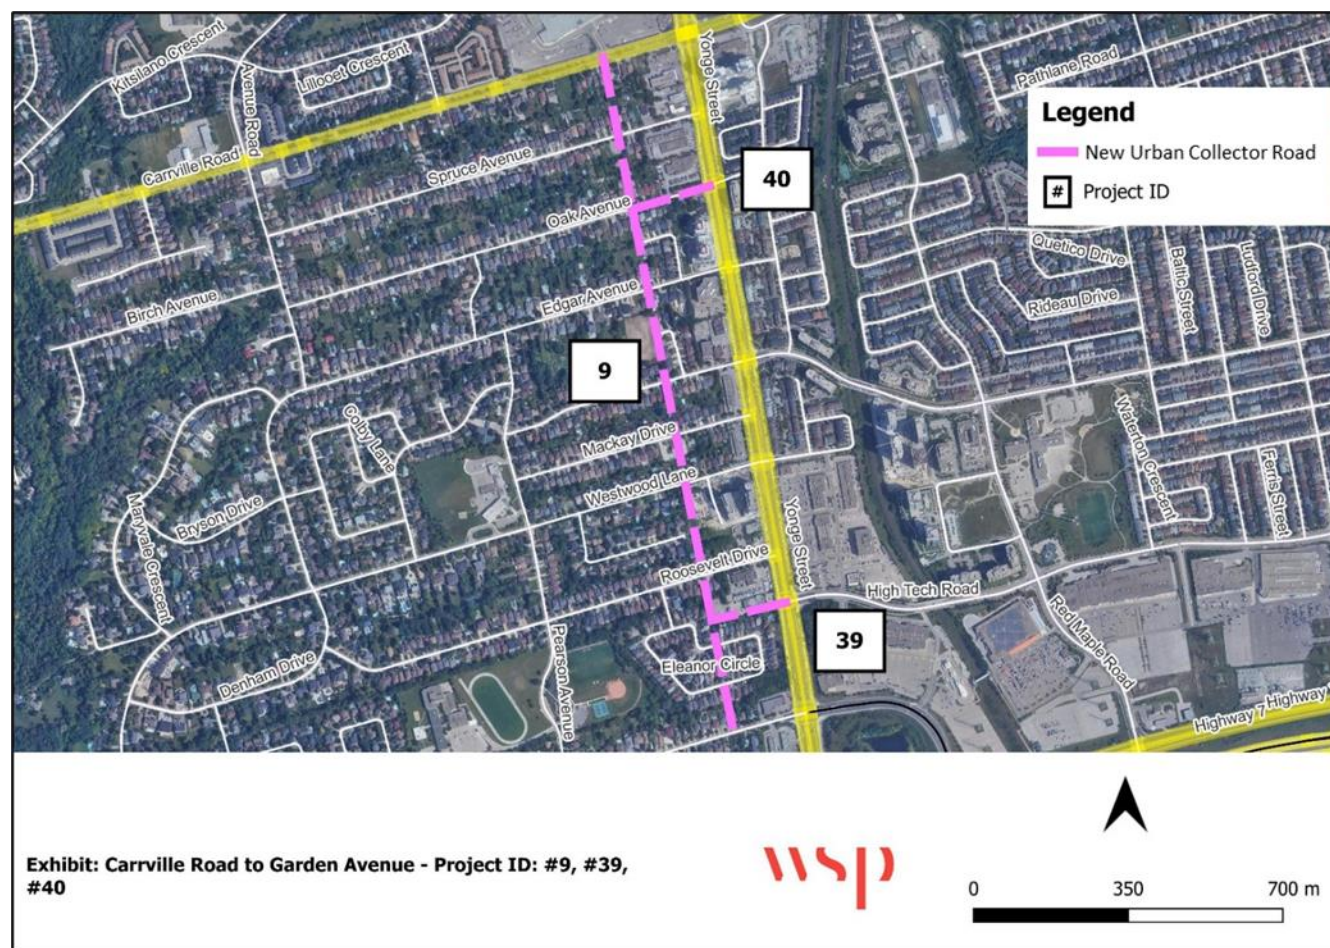 Kitsilano Crescent
Lillooet Crescent
Avenue Road
Yonge Street
Pathlane Road
Legend
New Urban Collector Road
# Project ID
Carrville Road
Spruce Avenue
40
Oak Avenue
Quetico Drive
Baltic Street
Ludford Drive
Birch Avenue
Edgar Avenue
Rideau Drive
9
Colby Lane
Mackay Drive
Waterton Crescent
Ferris Street
Westwood Lane
Maryvale Crescent
Bryson Drive
Yonge Street
Roosevelt Drive
High Tech Road
Red Maple Road
39
Pearson Avenue
Eleanor Circle
Denham Drive
Highway 7
Highway
Exhibit: Carrville Road to Garden Avenue - Project ID: #9, #39,
#40
wsp
0 350 700 m